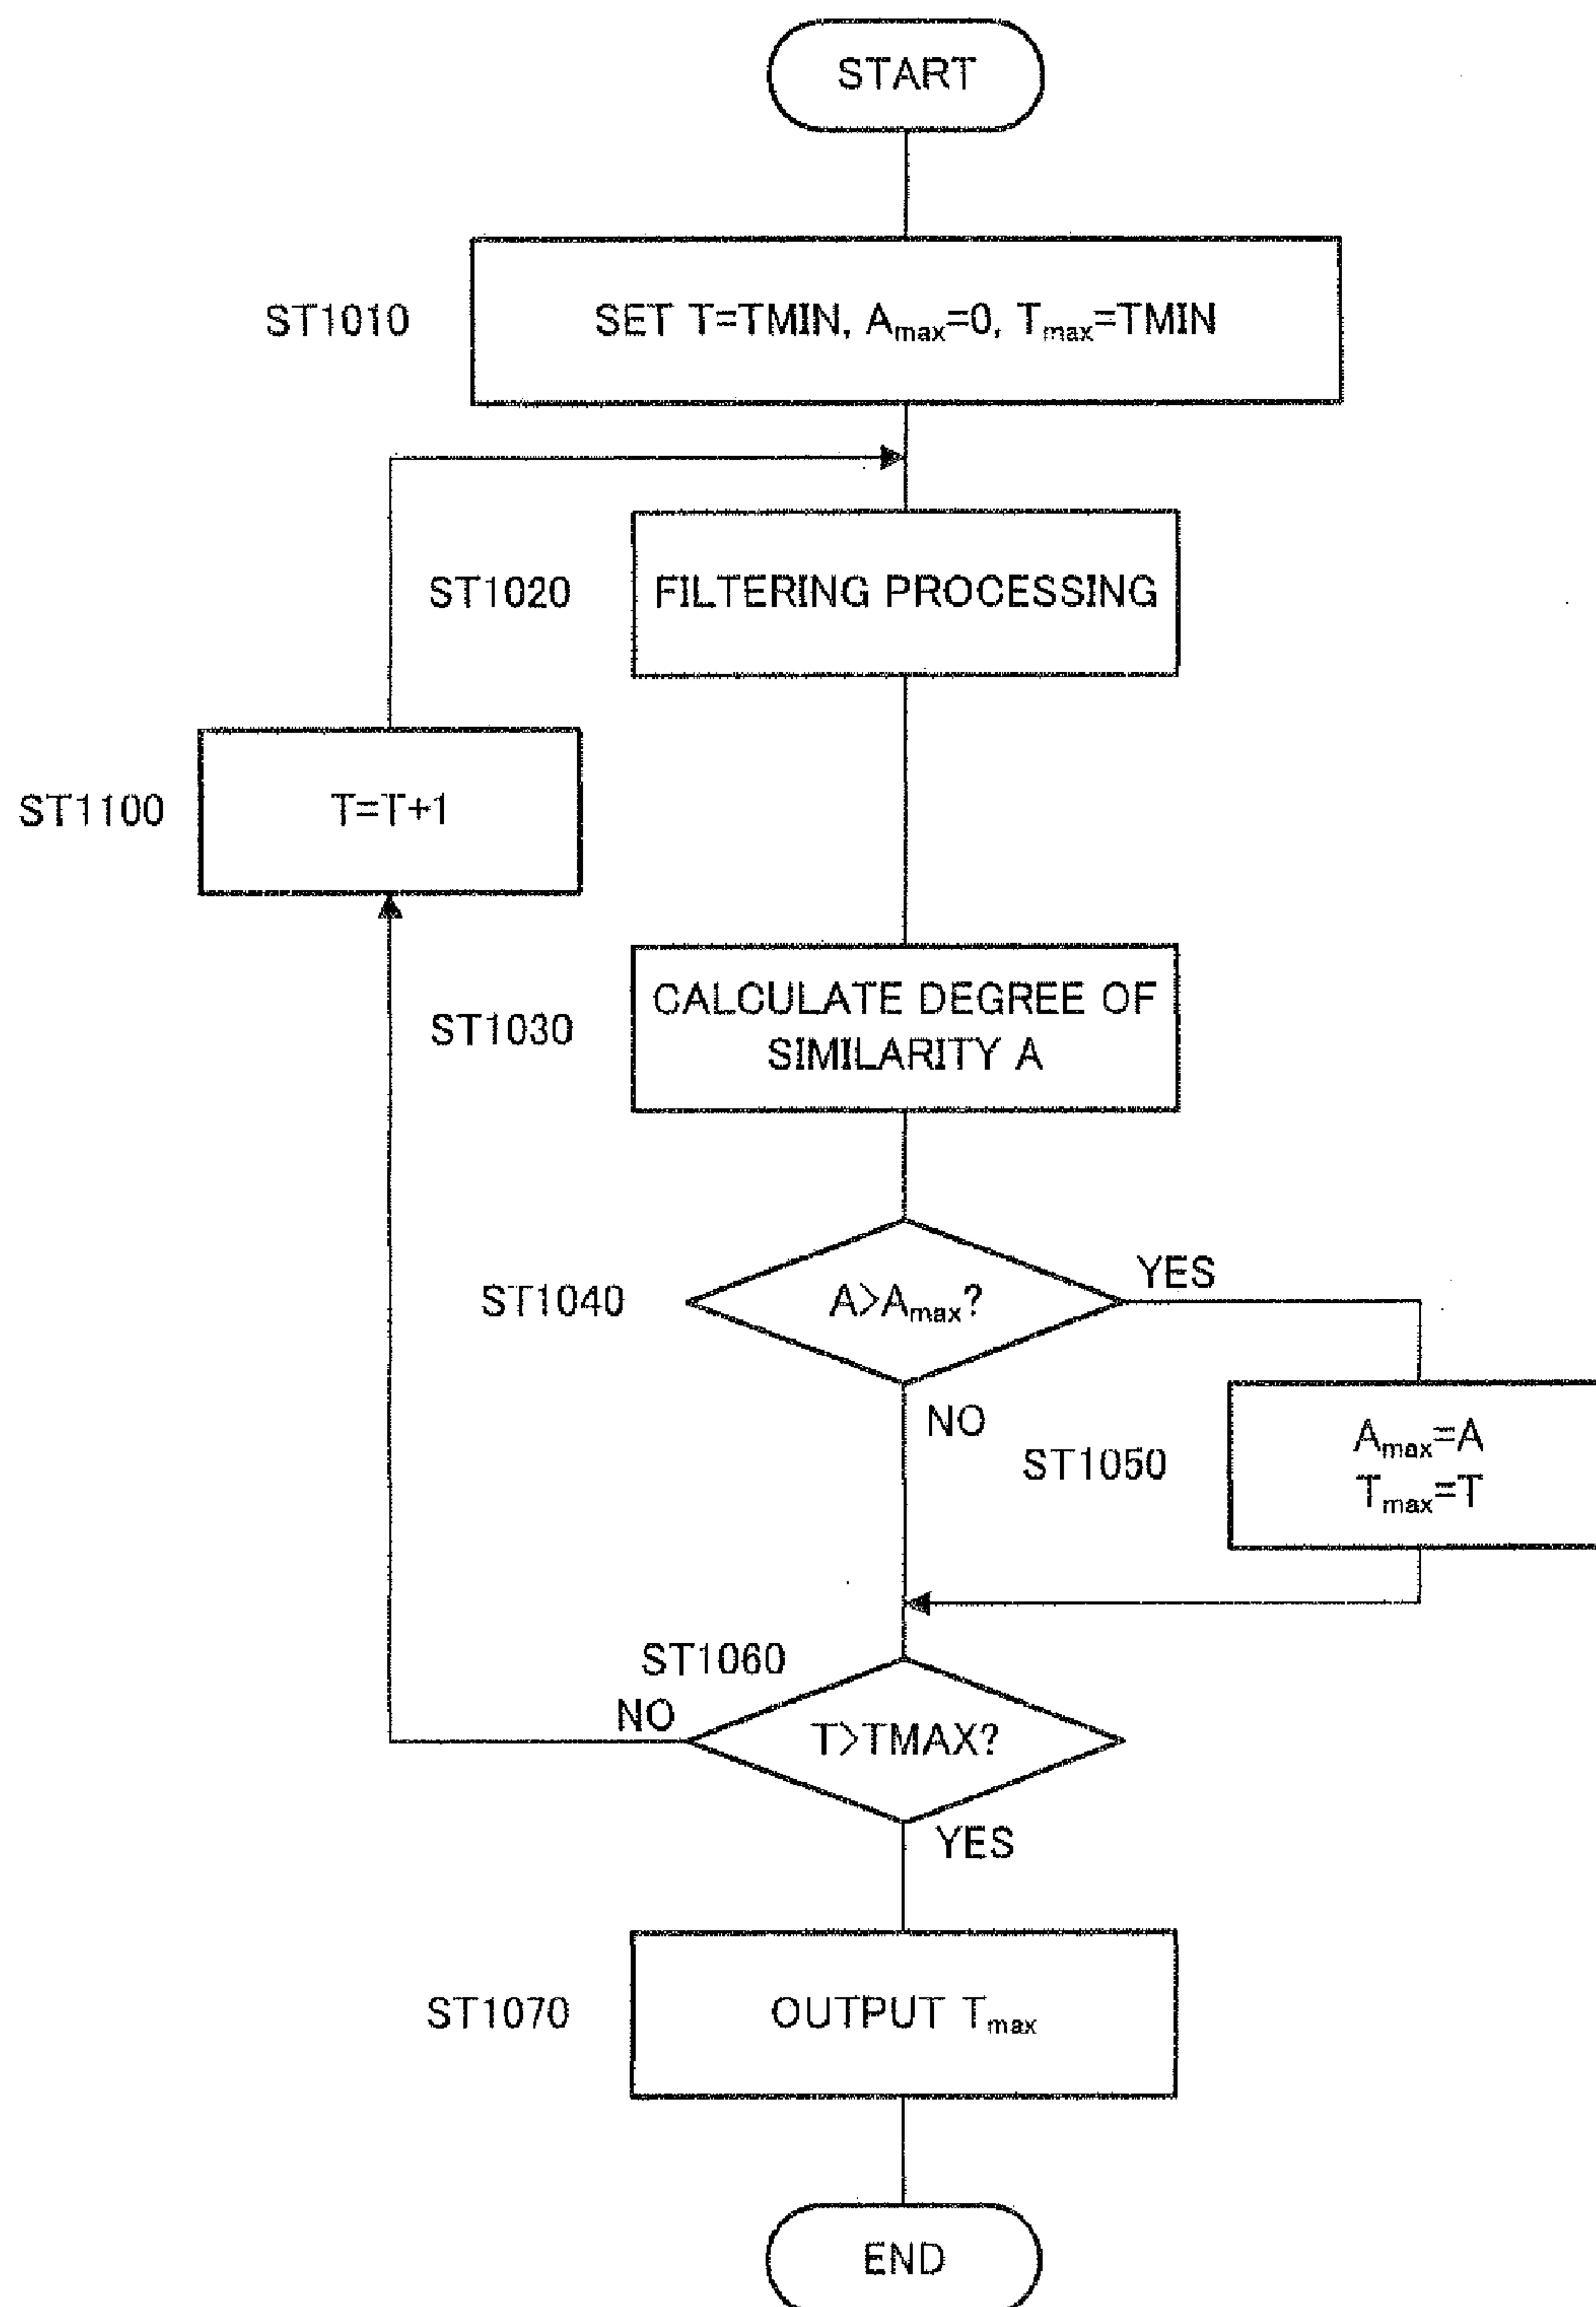 START
ST1010
SET T=TMIN, Amax=0, Tmax=TMIN
ST1020
FILTERING PROCESSING
ST1100
T=T+1
ST1030
CALCULATE DEGREE OF
SIMILARITY A
ST1040
A>Amax?
YES
NO
ST1050
Amax=A
Tmax=T
ST1060
NO
T>TMAX?
YES
ST1070
OUTPUT Tmax
END